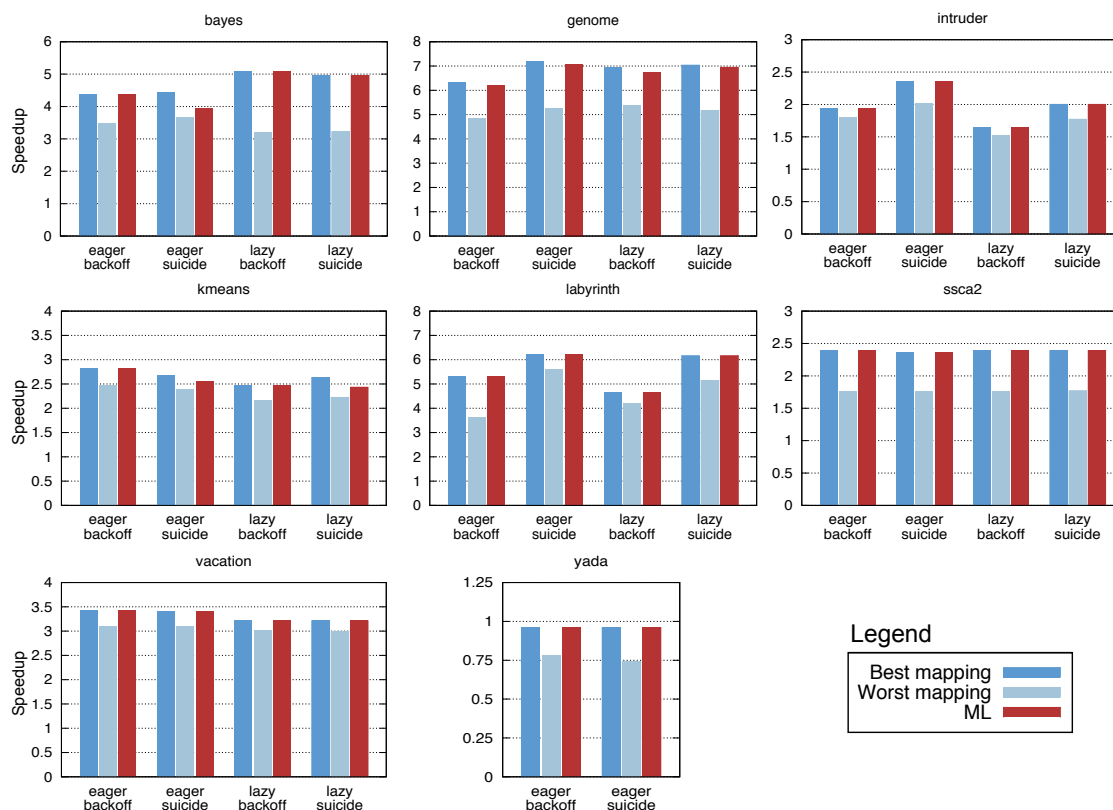 bayes
genome
intruder
Speedup
6
5
4
3
2
1
0
eager backoff
eager suicide
lazy backoff
lazy suicide
8
7
6
5
4
3
2
1
0
eager backoff
eager suicide
lazy backoff
lazy suicide
3
2.5
2
1.5
1
0.5
0
eager backoff
eager suicide
lazy backoff
lazy suicide
kmeans
labyrinth
ssca2
Speedup
4
3.5
2
3
2.5
2
1.5
1
0.5
0
eager backoff
eager suicide
lazy backoff
lazy suicide
8
7
6
5
4
3
2
1
0
eager backoff
eager suicide
lazy backoff
lazy suicide
3
2.5
2
1.5
1
0.5
0
eager backoff
eager suicide
lazy backoff
lazy suicide
vacation
yada
Speedup
4
3.5
3
2.5
2
1.5
1
0.5
0
eager backoff
eager suicide
lazy backoff
lazy suicide
1.25
1
0.75
0.5
0.25
0
eager backoff
eager suicide
Legend
Best mapping
Worst mapping
ML